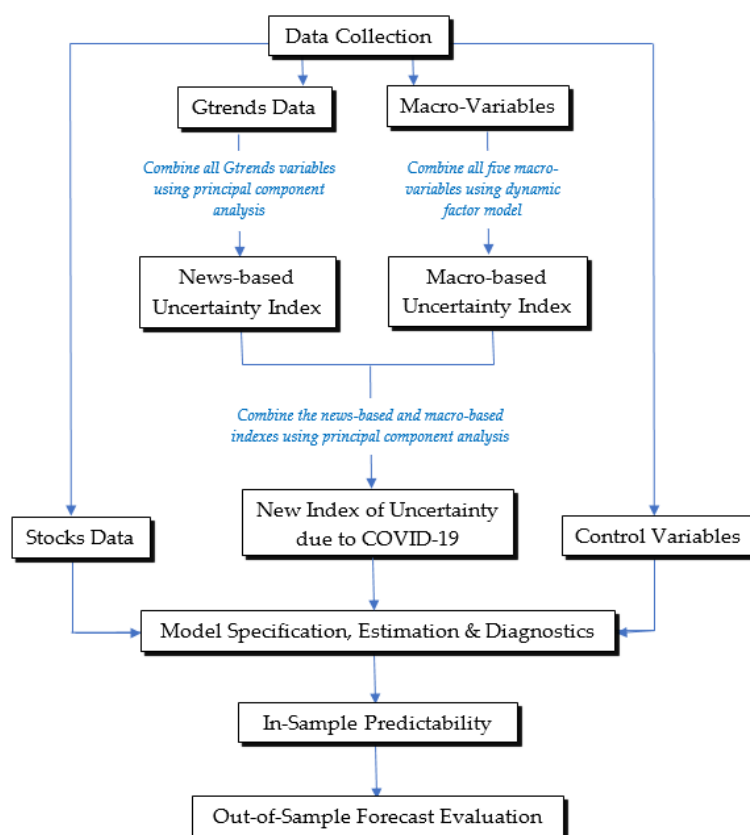 Data Collection
Gtrends Data
Macro-Variables
Combine all Gtrends variables
using principal component
analysis
Combine all five macro-
variables using dynamic
factor model
News-based
Uncertainty Index
Macro-based
Uncertainty Index
Combine the news-based and macro-based
indexes using principal component analysis
Stocks Data
New Index of Uncertainty
due to COVID-19
Control Variables
Model Specification, Estimation & Diagnostics
In-Sample Predictability
Out-of-Sample Forecast Evaluation